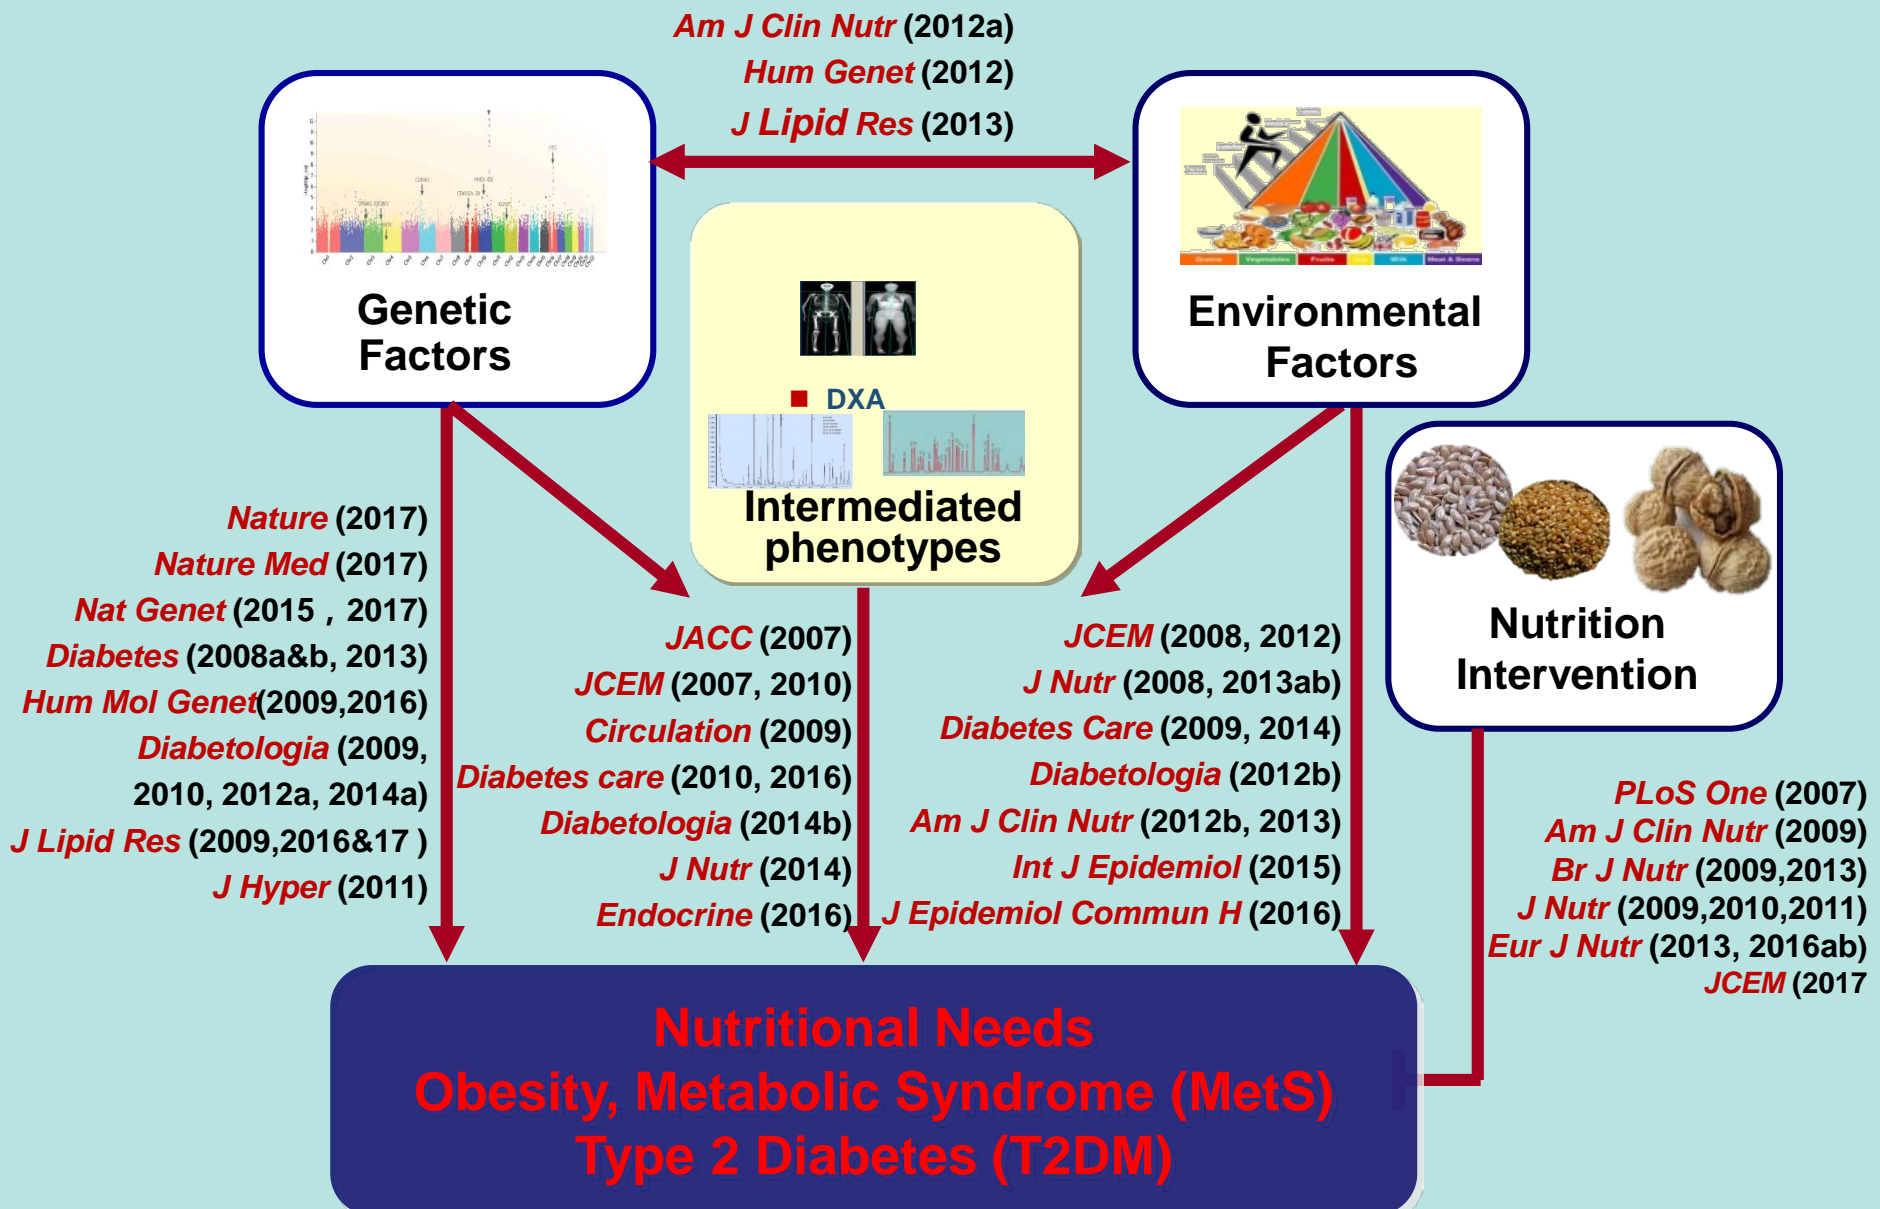 Am J Clin Nutr (2012a)
Hum Genet (2012)
J Lipid Res (2013)
Genetic
Factors
Environmental
Factors
Grains Vegetables Fruits Milk Meat & Beans
DXA
Intermediated
phenotypes
Nutrition
Intervention
Nature (2017)
Nature Med (2017)
Nat Genet (2015 , 2017)
Diabetes (2008a&b, 2013)
Hum Mol Genet(2009,2016)
Diabetologia (2009,
2010, 2012a, 2014a)
J Lipid Res (2009,2016&17 )
J Hyper (2011)
JACC (2007)
JCEM (2007, 2010)
Circulation (2009)
Diabetes care (2010, 2016)
Diabetologia (2014b)
J Nutr (2014)
Endocrine (2016)
JCEM (2008, 2012)
J Nutr (2008, 2013ab)
Diabetes Care (2009, 2014)
Diabetologia (2012b)
Am J Clin Nutr (2012b, 2013)
Int J Epidemiol (2015)
J Epidemiol Commun H (2016)
PLoS One (2007)
Am J Clin Nutr (2009)
Br J Nutr (2009,2013)
J Nutr (2009,2010,2011)
Eur J Nutr (2013, 2016ab)
JCEM (2017
Nutritional Needs
Obesity, Metabolic Syndrome (MetS)
Type 2 Diabetes (T2DM)